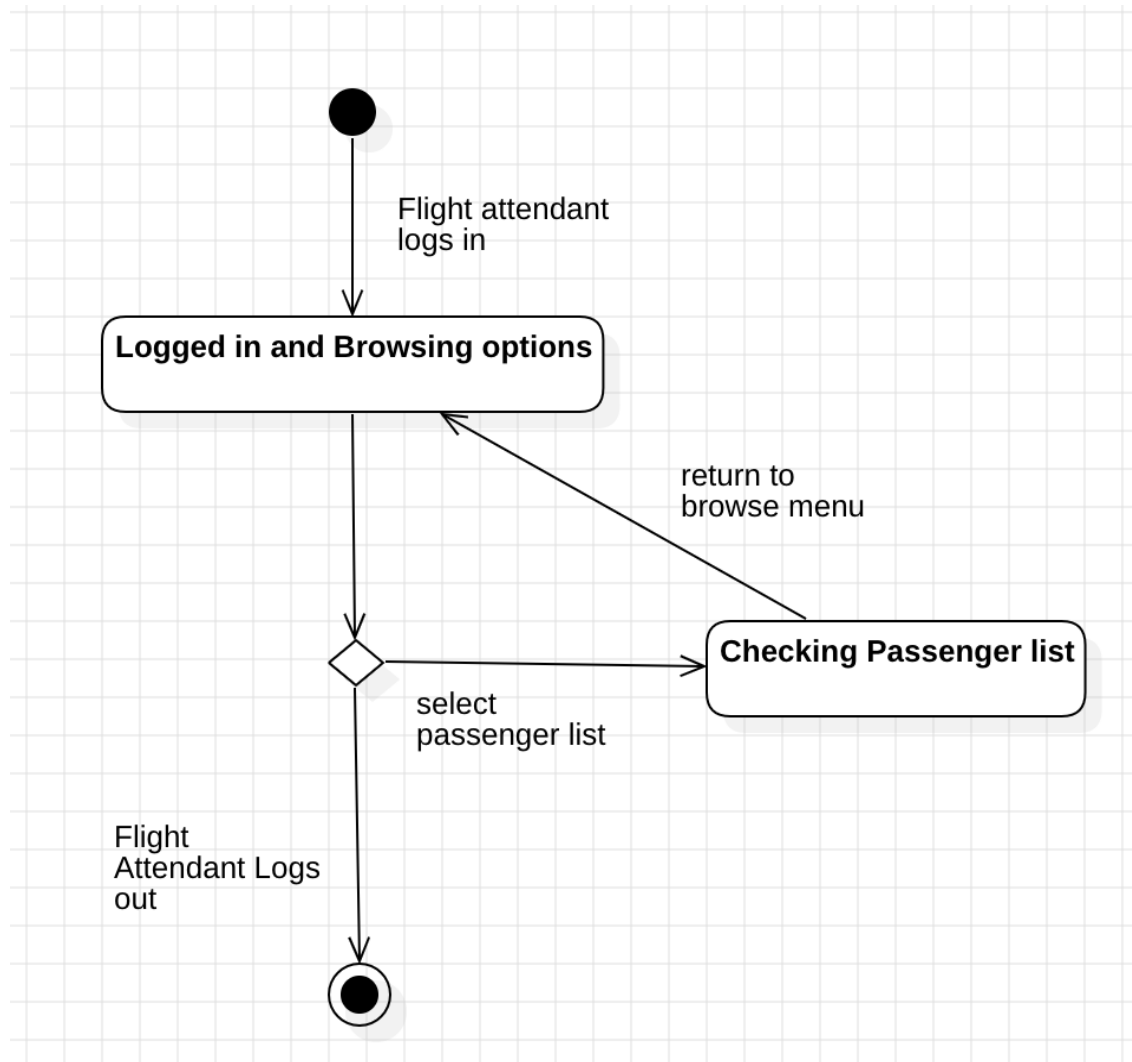 Flight attendant
logs in
Logged in and Browsing options
return to
browse menu
Checking Passenger list
select
passenger list
Flight
Attendant Logs
out